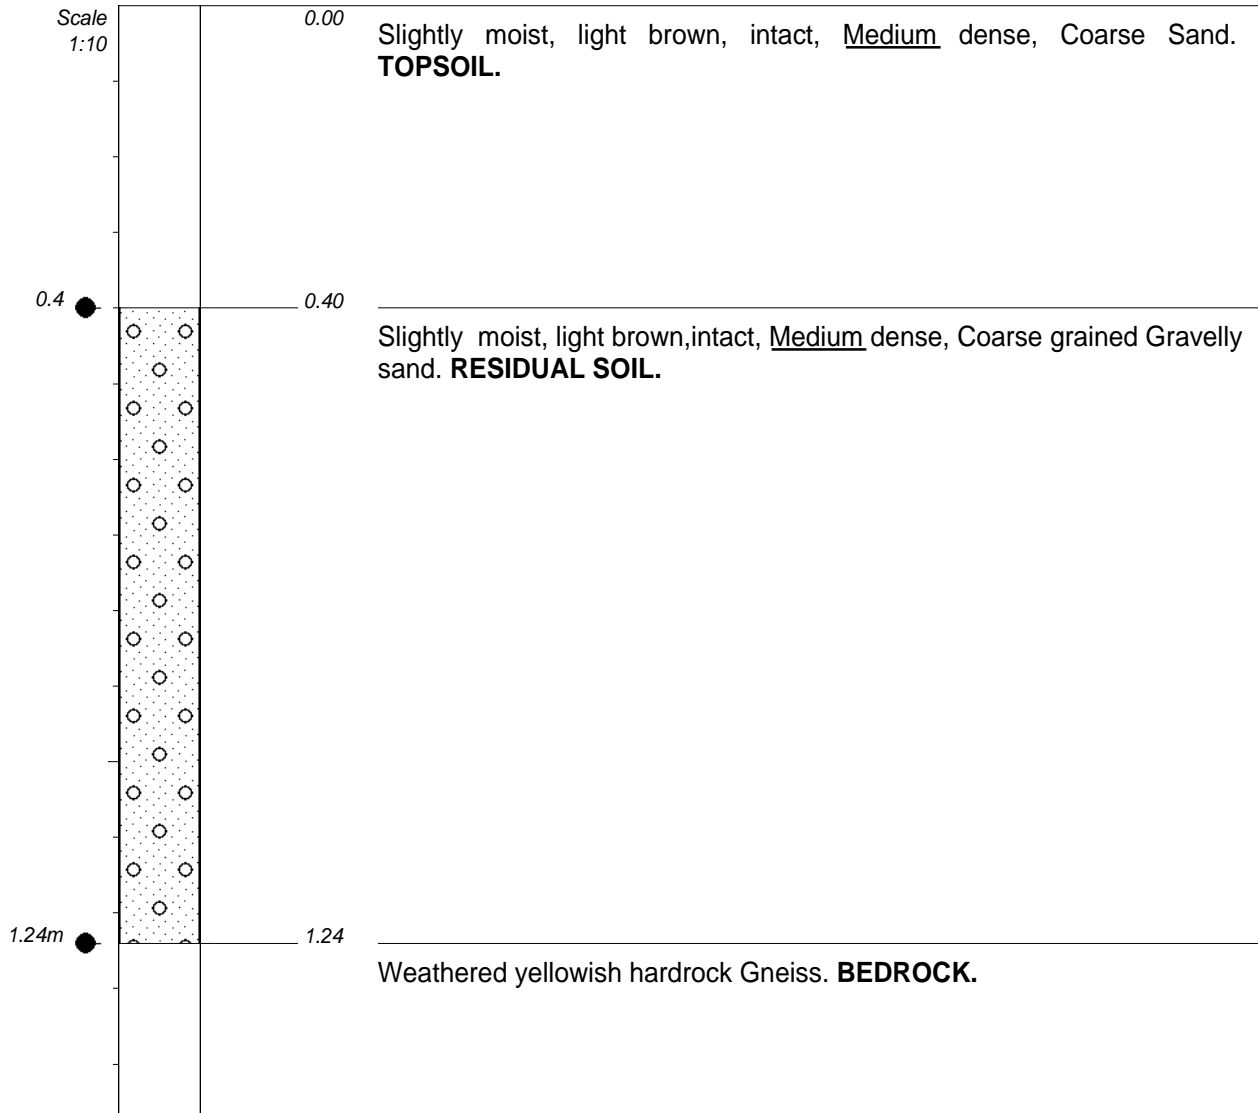 Scale
1:10
0.00
Slightly moist, light brown, intact, Medium dense, Coarse Sand.
TOPSOIL.
0.4
0.40
Slightly moist, light brown,intact, Medium dense, Coarse grained Gravelly
sand. RESIDUAL SOIL.
1.24m
1.24
Weathered yellowish hardrock Gneiss. BEDROCK.